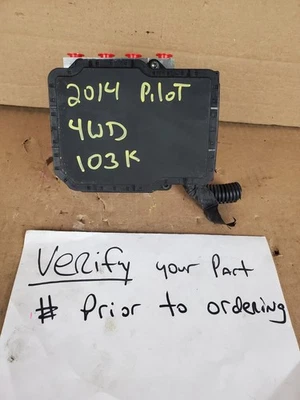 2014 PiloT
4WD
103K
VERify your Part
# Prior to ordering